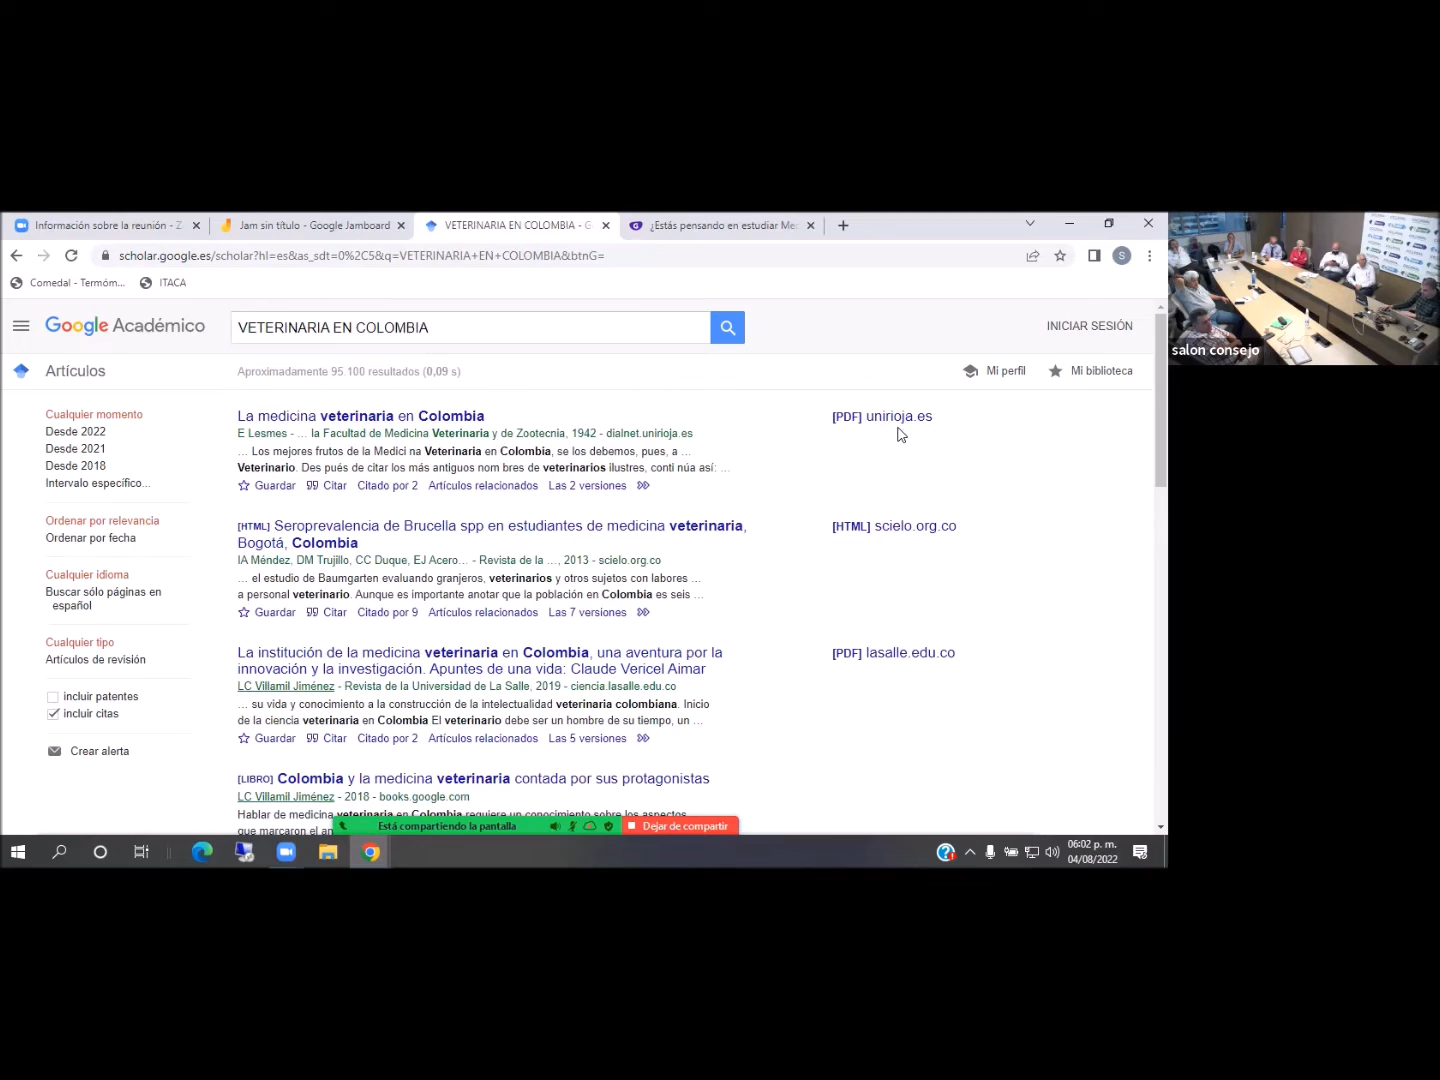 Información sobre la reunión - Z
Jam sin título - Google Jamboard
VETERINARIA EN COLOMBIA - G
¿Estás pensando en estudiar Me
scholar.google.es/scholar?hl=es&as_sdt=0%2C5&q=VETERINARIA+EN+COLOMBIA&btnG=
S
Comedal - Termóm...
ITACA
Google Académico
VETERINARIA EN COLOMBIA
INICIAR SESIÓN
salon consejo
Artículos
Aproximadamente 95.100 resultados (0,09 s)
Mi perfil
Mi biblioteca
Cualquier momento
Desde 2022
Desde 2021
Desde 2018
Intervalo específico...
Ordenar por relevancia
Ordenar por fecha
Cualquier idioma
Buscar sólo páginas en
español
Cualquier tipo
Artículos de revisión
incluir patentes
incluir citas
Crear alerta
La medicina veterinaria en Colombia
E Lesmes - ... la Facultad de Medicina Veterinaria y de Zootecnia, 1942 - dialnet.unirioja.es
... Los mejores frutos de la Medici na Veterinaria en Colombia, se los debemos, pues, a ...
Veterinario. Des pués de citar los más antiguos nom bres de veterinarios ilustres, conti núa así: ...
Guardar Citar Citado por 2 Artículos relacionados Las 2 versiones
[PDF] unirioja.es
[HTML] Seroprevalencia de Brucella spp en estudiantes de medicina veterinaria,
Bogotá, Colombia
IA Méndez, DM Trujillo, CC Duque, EJ Acero... - Revista de la ..., 2013 - scielo.org.co
... el estudio de Baumgarten evaluando granjeros, veterinarios y otros sujetos con labores ...
a personal veterinario. Aunque es importante anotar que la población en Colombia es seis ...
Guardar Citar Citado por 9 Artículos relacionados Las 7 versiones
[HTML] scielo.org.co
La institución de la medicina veterinaria en Colombia, una aventura por la
innovación y la investigación. Apuntes de una vida: Claude Vericel Aimar
LC Villamil Jiménez - Revista de la Universidad de La Salle, 2019 - ciencia.lasalle.edu.co
... su vida y conocimiento a la construcción de la intelectualidad veterinaria colombiana. Inicio
de la ciencia veterinaria en Colombia El veterinario debe ser un hombre de su tiempo, un ...
Guardar Citar Citado por 2 Artículos relacionados Las 5 versiones
[PDF] lasalle.edu.co
[LIBRO] Colombia y la medicina veterinaria contada por sus protagonistas
LC Villamil Jiménez - 2018 - books.google.com
Hablar de medicina veterinaria en Colombia requiere un conocimiento sobre los aspectos
que marcaron el an
Está compartiendo la pantalla
Dejar de compartir
06:02 p. m.
04/08/2022